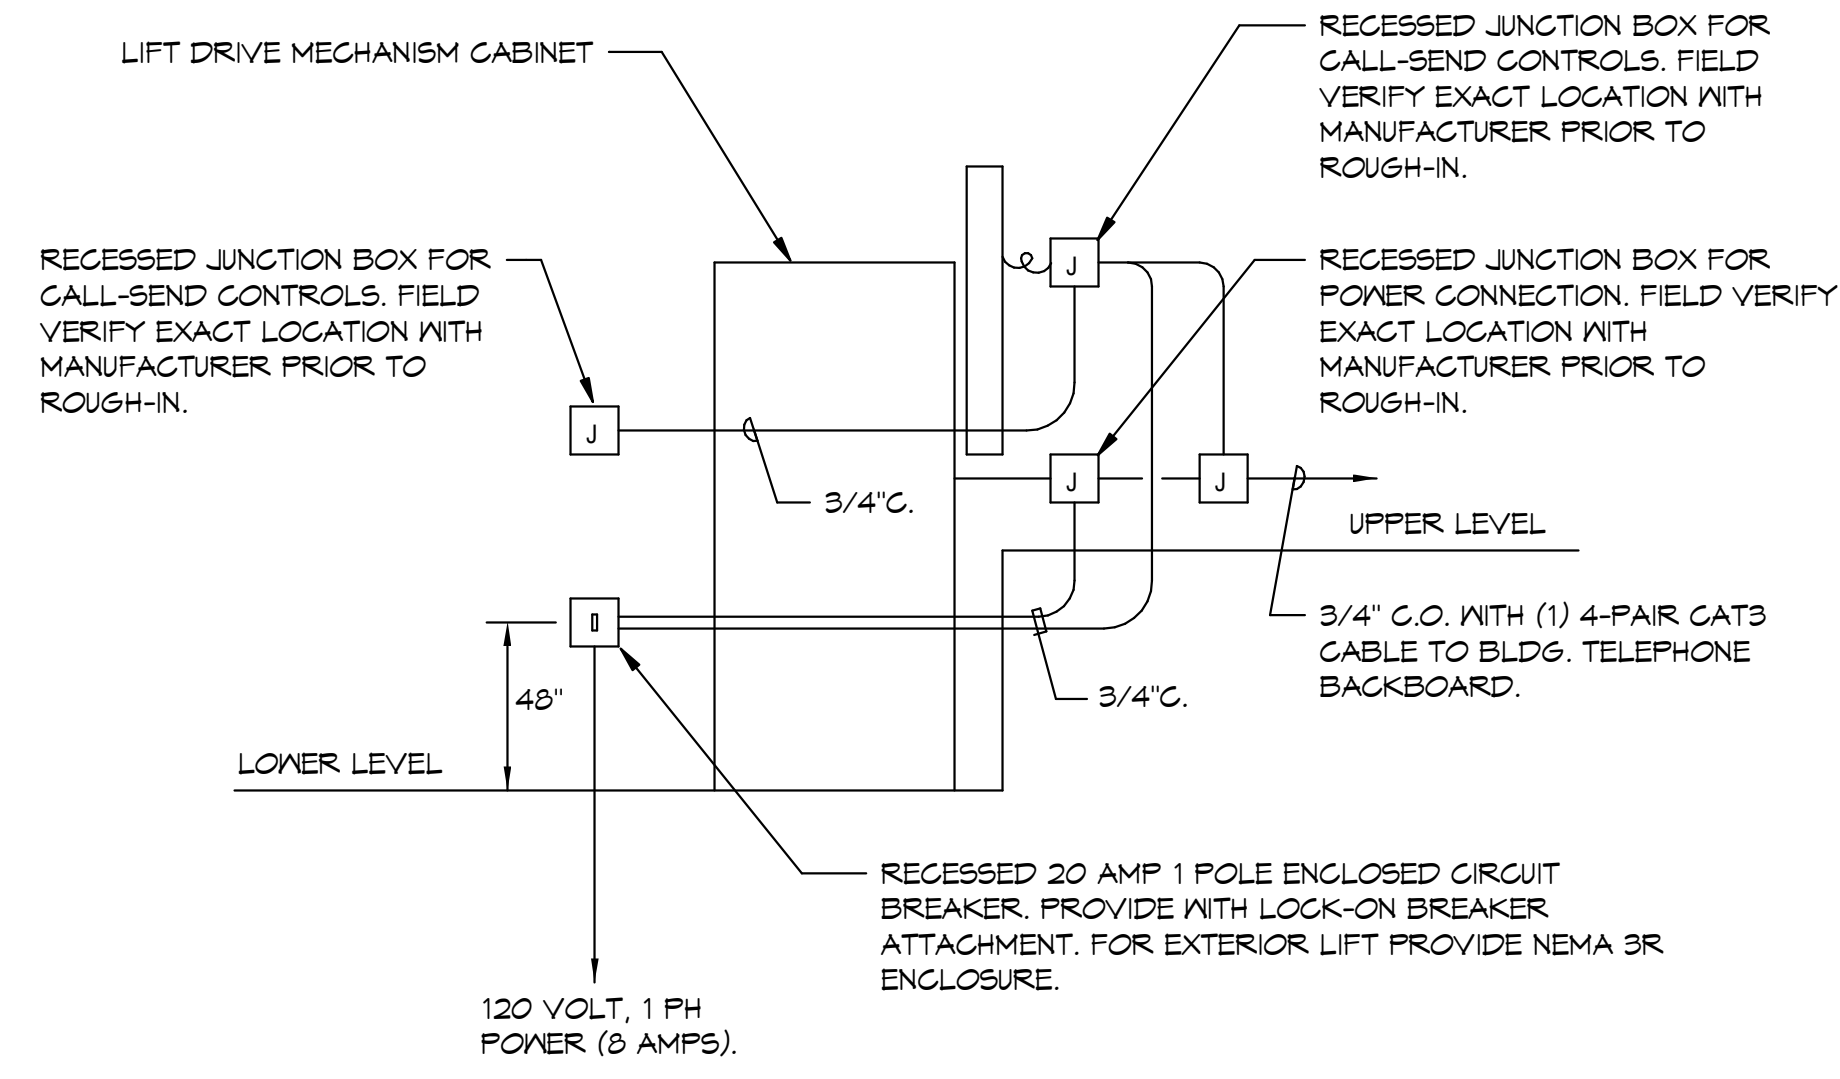 LIFT DRIVE MECHANISM CABINET
RECESSED JUNCTION BOX FOR
CALL-SEND CONTROLS. FIELD
VERIFY EXACT LOCATION WITH
MANUFACTURER PRIOR TO
ROUGH-IN.
RECESSED JUNCTION BOX FOR
CALL-SEND CONTROLS. FIELD
VERIFY EXACT LOCATION WITH
MANUFACTURER PRIOR TO
ROUGH-IN.
RECESSED JUNCTION BOX FOR
POWER CONNECTION. FIELD VERIFY
EXACT LOCATION WITH
MANUFACTURER PRIOR TO
ROUGH-IN.
J
J
J
J
3/4"C.
UPPER LEVEL
3/4" C.O. WITH (1) 4-PAIR CAT3
CABLE TO BLDG. TELEPHONE
BACKBOARD.
48"
3/4"C.
LOWER LEVEL
RECESSED 20 AMP 1 POLE ENCLOSED CIRCUIT
BREAKER. PROVIDE WITH LOCK-ON BREAKER
ATTACHMENT. FOR EXTERIOR LIFT PROVIDE NEMA 3R
ENCLOSURE.
120 VOLT, 1 PH
POWER (8 AMPS).